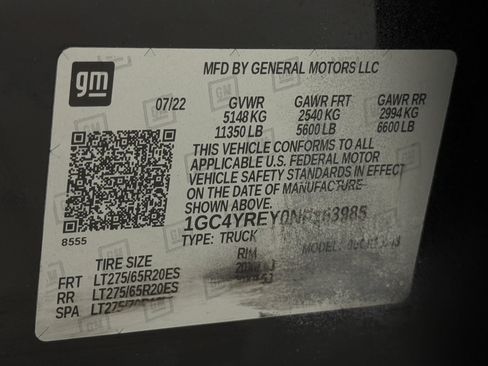 gm
MFD BY GENERAL MOTORS LLC
07/22 GVWR GAWR FRT GAWR RR
5148 KG 2540 KG 2994 KG
11350 LB 5600 LB 6600 LB
THIS VEHICLE CONFORMS TO ALL
APPLICABLE U.S. FEDERAL MOTOR
VEHICLE SAFETY STANDARDS IN EFFECT
ON THE DATE OF MANUFACTURE
SHOWN ABOVE.
8555
TYPE: TRUCK MODEL:
TIRE SIZE RIM
FRT LT275/65R20ES
RR LT275/65R20ES
SPA